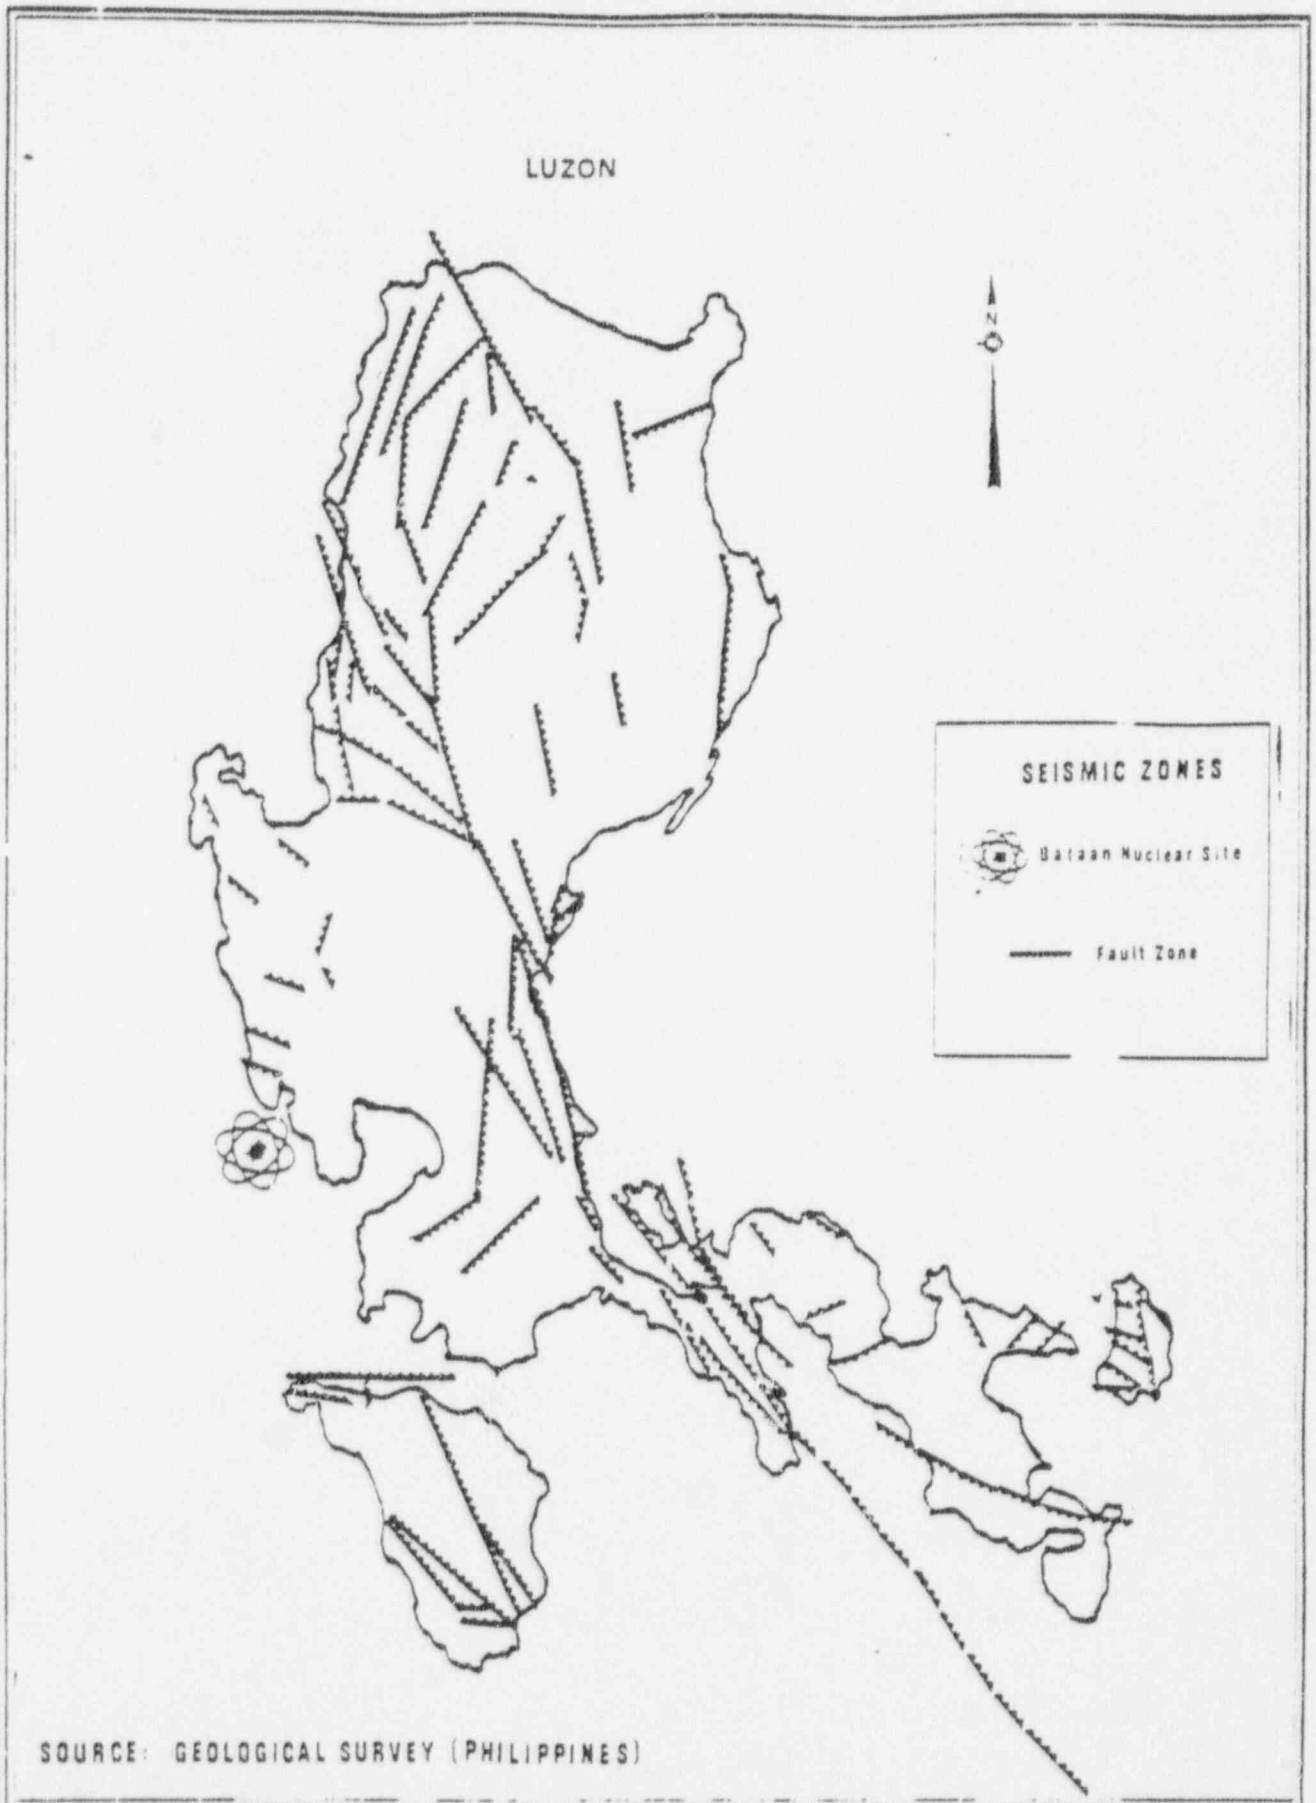 LUZON
N
SEISMIC ZONES
Bataan Nuclear Site
Fault Zone
SOURCE: GEOLOGICAL SURVEY (PHILIPPINES)